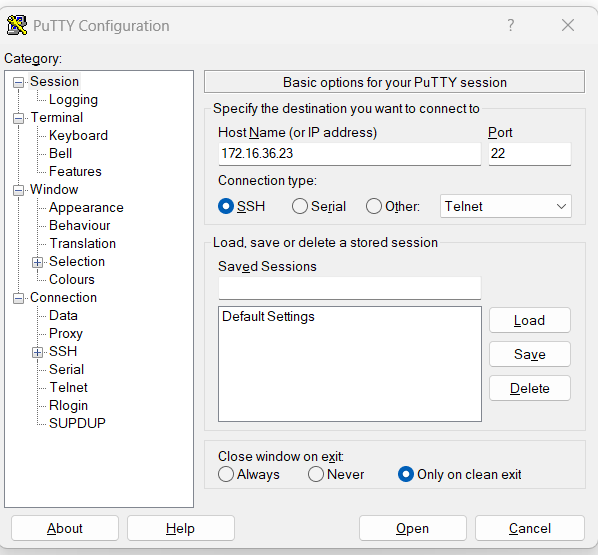 PuTTY Configuration
?
Category:
Session
Logging
Terminal
Keyboard
Bell
Features
Window
Appearance
Behaviour
Translation
Selection
Colours
Connection
Data
Proxy
SSH
Serial
Telnet
Rlogin
SUPDUP
Basic options for your PuTTY session
Specify the destination you want to connect to
Host Name (or IP address) Port
172.16.36.23 22
Connection type:
SSH Serial Other: Telnet
Load, save or delete a stored session
Saved Sessions
Default Settings
Load
Save
Delete
Close window on exit:
Always Never Only on clean exit
About Help Open Cancel